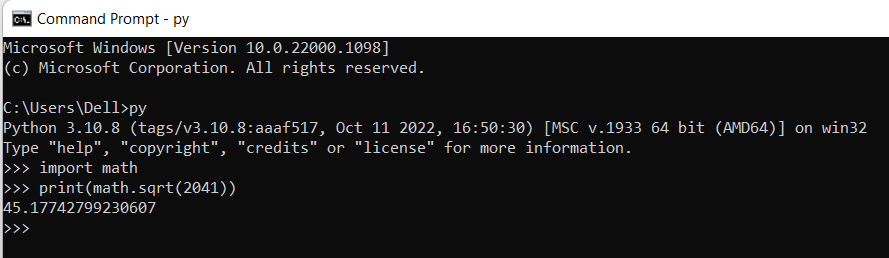 Command Prompt - py
Microsoft Windows [Version 10.0.22000.1098]
(c) Microsoft Corporation. All rights reserved.
C:\Users\Dell>py
Python 3.10.8 (tags/v3.10.8:aaaf517, Oct 11 2022, 16:50:30) [MSC v.1933 64 bit (AMD64)] on win32
Type "help", "copyright", "credits" or "license" for more information.
>>> import math
>>> print(math.sqrt(2041))
45.17742799230607
>>>